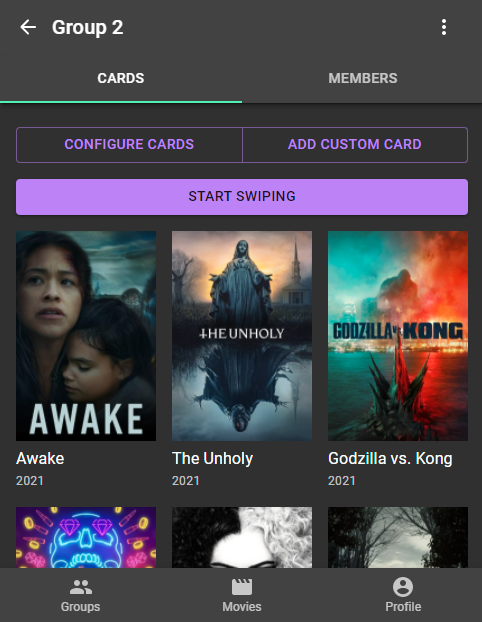 Group 2
CARDS MEMBERS
CONFIGURE CARDS ADD CUSTOM CARD
START SWIPING
AWAKE
THE UNHOLY
GODZILLA vs. KONG
Awake The Unholy Godzilla vs. Kong
2021 2021 2021
Groups Movies Profile